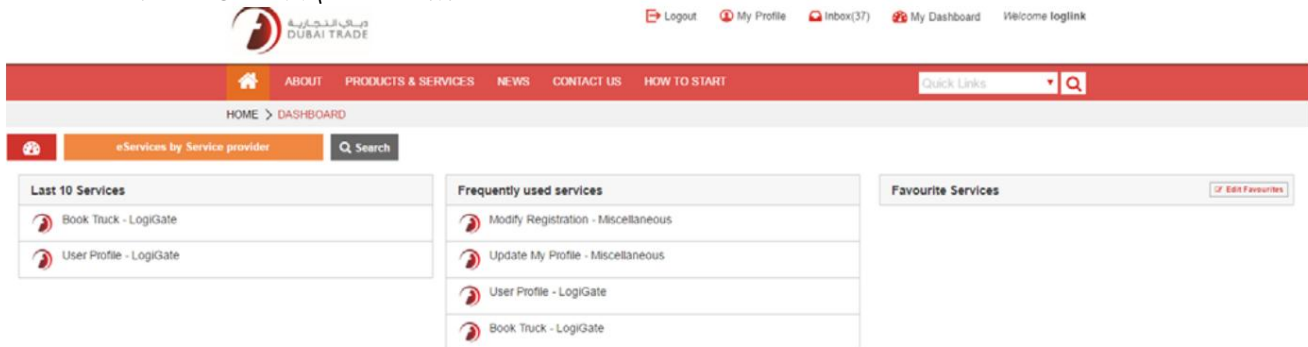 دبي التجارية
DUBAI TRADE
Logout My Profile Inbox(37) My Dashboard Welcome loglink
ABOUT PRODUCTS & SERVICES NEWS CONTACT US HOW TO START Quick Links
HOME > DASHBOARD
eServices by Service provider Search
Last 10 Services
Book Truck - LogiGate
User Profile - LogiGate
Frequently used services
Modify Registration - Miscellaneous
Update My Profile - Miscellaneous
User Profile - LogiGate
Book Truck - LogiGate
Favourite Services Edit Favourites